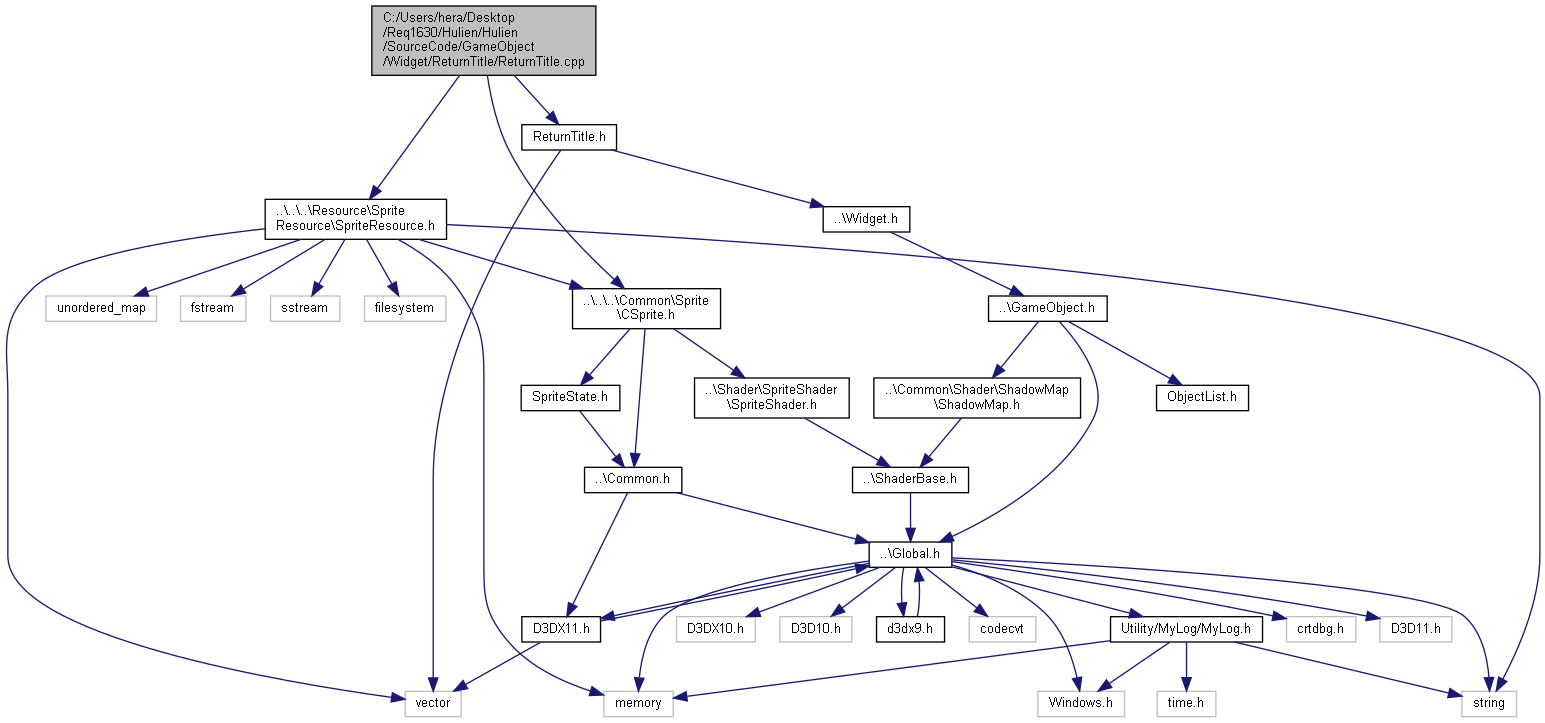 C:/Users/hera/Desktop
/Req1630/Hulien/Hulien
/SourceCode/GameObject
/Widget/ReturnTitle/ReturnTitle.cpp
ReturnTitle.h
..\..\..\Resource\Sprite
Resource\SpriteResource.h
..\Widget.h
unordered_map
fstream
sstream
filesystem
..\..\..\Common\Sprite
\CSprite.h
..\GameObject.h
SpriteState.h
..\Shader\SpriteShader
\SpriteShader.h
..\Common\Shader\ShadowMap
\ShadowMap.h
ObjectList.h
..\Common.h
..\ShaderBase.h
..\Global.h
D3DX11.h
D3DX10.h
D3D10.h
d3dx9.h
codecvt
Utility/MyLog/MyLog.h
crtdbg.h
D3D11.h
vector
memory
Windows.h
time.h
string